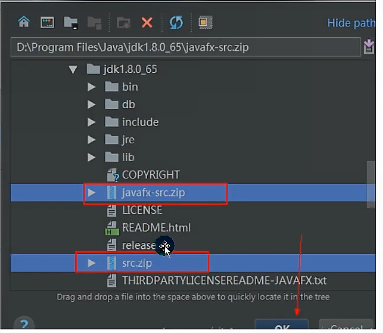 Hide path
D:\Program Files\Java\jdk1.8.0_65\javafx-src.zip
jdk1.8.0_65
bin
db
include
jre
lib
COPYRIGHT
javafx-src.zip
LICENSE
README.html
release
src.zip
THIRDPARTYLICENSEREADME-JAVAFX.txt
Drag and drop a file into the space above to quickly locate it in the tree
? OK Cancel